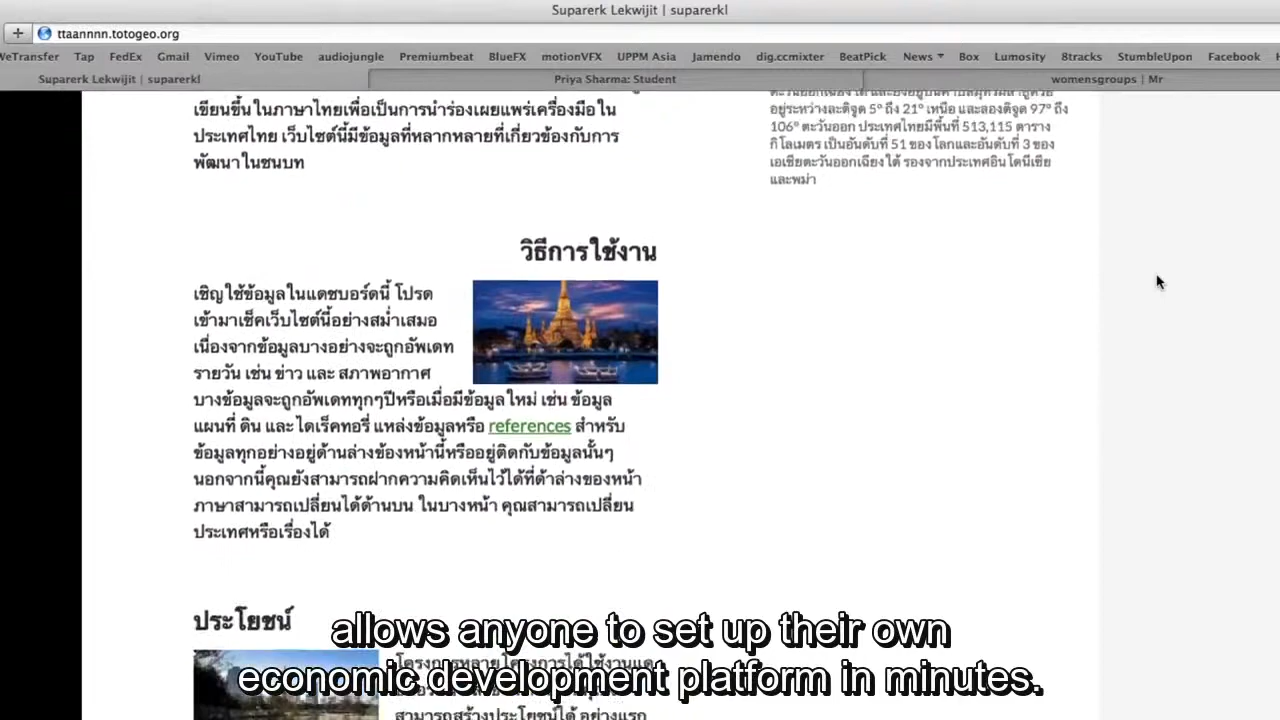 Suparerk Lekwijit | suparerkl
ttaannnn.totogeo.org
WeTransfer Tap FedEx Gmail Vimeo YouTube audiojungle Premiumbeat BlueFX motionVFX UPPM Asia Jamendo dig.ccmixter BeatPick News Box Lumosity 8tracks StumbleUpon Facebook
Suparerk Lekwijit | suparerkl Priya Sharma: Student womensgroups | Mr
เขียนขึ้นในภาษาไทยเพื่อเป็นการนำร่องเผยแพร่เครื่องมือใน
ประเทศไทย เว็บไซต์นี้มีข้อมูลที่หลากหลายที่เกี่ยวข้องกับการ
พัฒนาในชนบท
อยู่ระหว่างละติจูด 5° ถึง 21° เหนือ และลองติจูด 97° ถึง
106° ตะวันออก ประเทศไทยมีพื้นที่ 513,115 ตาราง
กิโลเมตร เป็นอันดับที่ 51 ของโลกและอันดับที่ 3 ของ
เอเชียตะวันออกเฉียงใต้ รองจากประเทศอินโดนีเซีย
และพม่า
วิธีการใช้งาน
เชิญใช้ข้อมูลในแดชบอร์ดนี้ โปรด
เข้ามาเช็คเว็บไซต์นี้อย่างสม่ำเสมอ
เนื่องจากข้อมูลบางอย่างจะถูกอัพเดท
รายวัน เช่น ข่าว และ สภาพอากาศ
บางข้อมูลจะถูกอัพเดททุกๆปีหรือเมื่อมีข้อมูลใหม่ เช่น ข้อมูล
แผนที่ ดิน และไดเร็คทอรี่ แหล่งข้อมูลหรือ references สำหรับ
ข้อมูลทุกอย่างอยู่ด้านล่างข้องหน้านี้หรืออยู่ติดกับข้อมูลนั้นๆ
นอกจากนี้คุณยังสามารถฝากความคิดเห็นไว้ได้ที่ด้าล่างของหน้า
ภาษาสามารถเปลี่ยนได้ด้านบน ในบางหน้า คุณสามารถเปลี่ยน
ประเทศหรือเรื่องได้
ประโยชน์
allows anyone to set up their own
economic development platform in minutes.